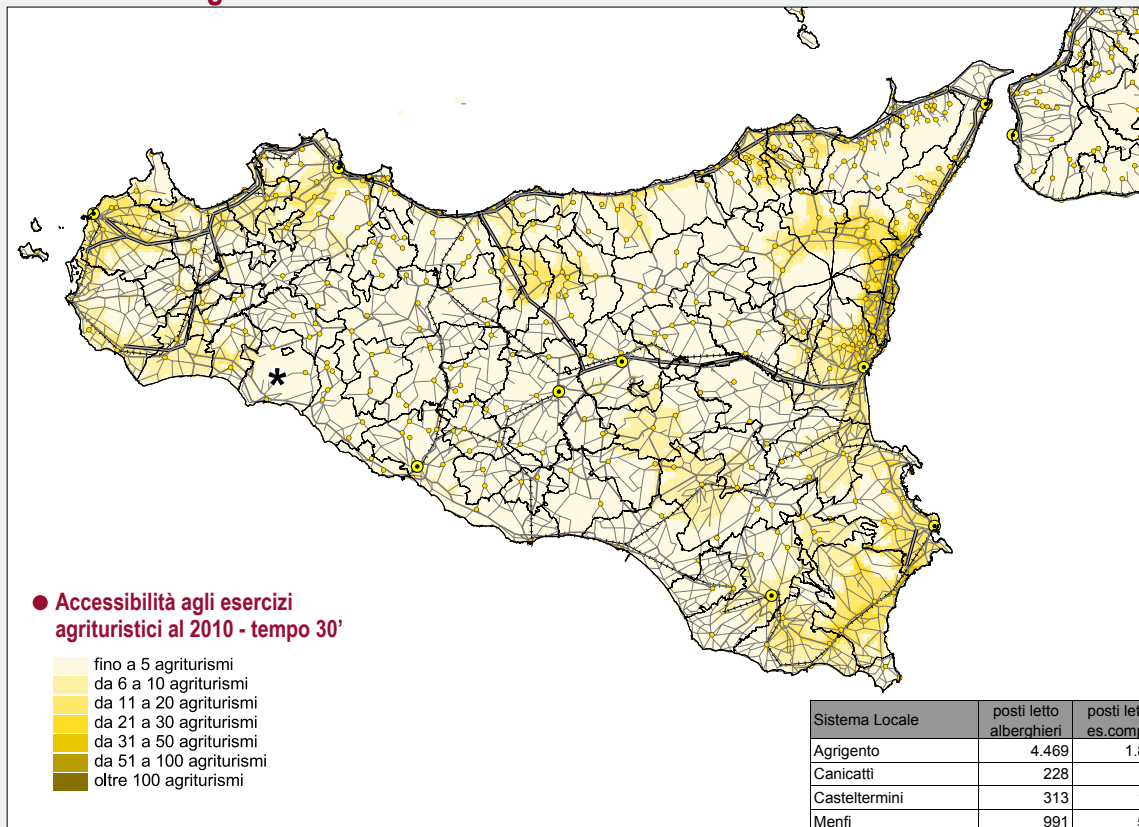 ● Accessibilità agli esercizi
agrituristici al 2010 - tempo 30’
fino a 5 agriturismi
da 6 a 10 agriturismi
da 11 a 20 agriturismi
da 21 a 30 agriturismi
da 31 a 50 agriturismi
da 51 a 100 agriturismi
oltre 100 agriturismi
*
Sistema Locale posti letto alberghieri
Agrigento 4.469
Canicattì 228
Casteltermini 313
Menfi 991